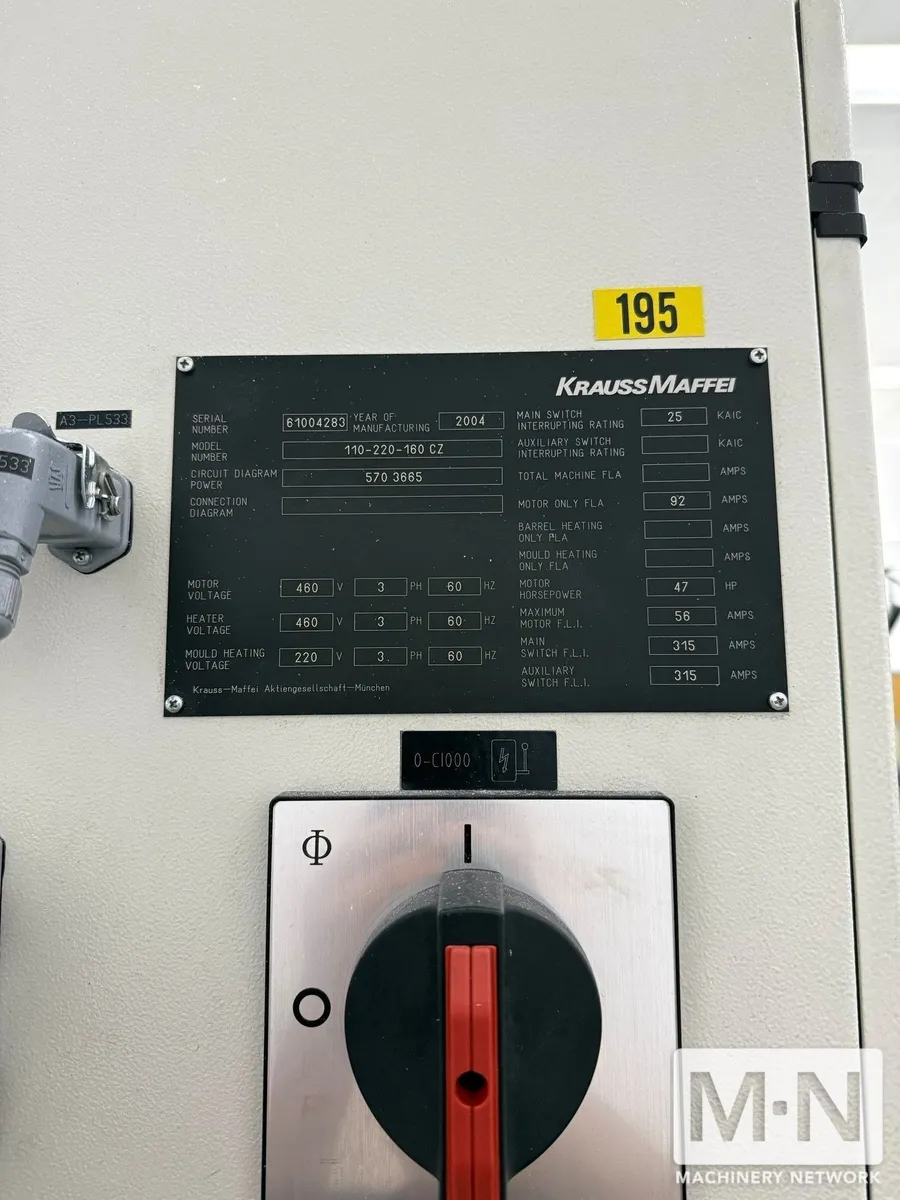 195
KRAUSS MAFFEI
A3-PL533
533
SERIAL NUMBER 61004283 YEAR OF MANUFACTURING 2004
MODEL NUMBER 110-220-160 CZ
CIRCUIT DIAGRAM POWER 570 3665
CONNECTION DIAGRAM
MOTOR VOLTAGE 460 V 3 PH 60 HZ
HEATER VOLTAGE 460 V 3 PH 60 HZ
MOULD HEATING VOLTAGE 220 V 3 PH 60 HZ
Krauss-Maffei Aktiengesellschaft-München
MAIN SWITCH INTERRUPTING RATING 25 KAIC
AUXILIARY SWITCH INTERRUPTING RATING KAIC
TOTAL MACHINE FLA AMPS
MOTOR ONLY FLA 92 AMPS
BARREL HEATING ONLY FLA AMPS
MOULD HEATING ONLY FLA AMPS
MOTOR HORSEPOWER 47 HP
MAXIMUM MOTOR F.L.I. 56 AMPS
MAIN SWITCH F.L.I. 315 AMPS
AUXILIARY SWITCH F.L.I. 315 AMPS
0-C1000
Φ I
O
M·N
MACHINERY NETWORK